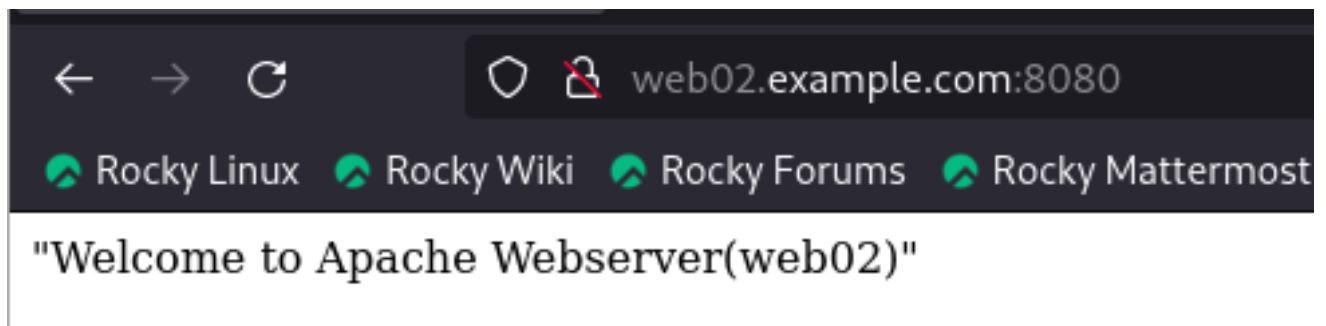 web02.example.com:8080
Rocky Linux Rocky Wiki Rocky Forums Rocky Mattermost
"Welcome to Apache Webserver(web02)"